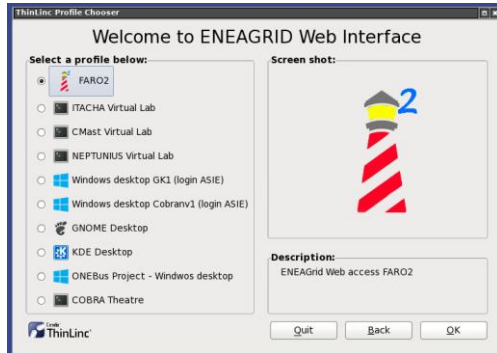 ThinLinc Profile Chooser
Welcome to ENEAGRID Web Interface
Select a profile below:
FARO2
ITACHA Virtual Lab
CMast Virtual Lab
NEPTUNIUS Virtual Lab
Windows desktop GK1 (login ASIE)
Windows desktop Cobranv1 (login ASIE)
GNOME Desktop
KDE Desktop
ONEBus Project - Windwos desktop
COBRA Theatre
Screen shot:
2
Description:
ENEAGrid Web access FARO2
Cendio
ThinLinc
Quit
Back
OK